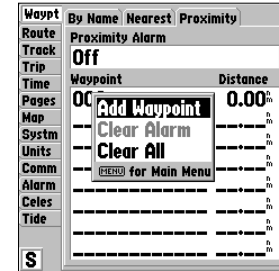 Waypt
Route
Track
Trip
Time
Pages
Map
Systm
Units
Comm
Alarm
Celes
Tide
S
By Name Nearest Proximity
Proximity Alarm
Off
Waypoint Distance
0.00 n m
Add Waypoint
Clear Alarm
Clear All
MENU for Main Menu